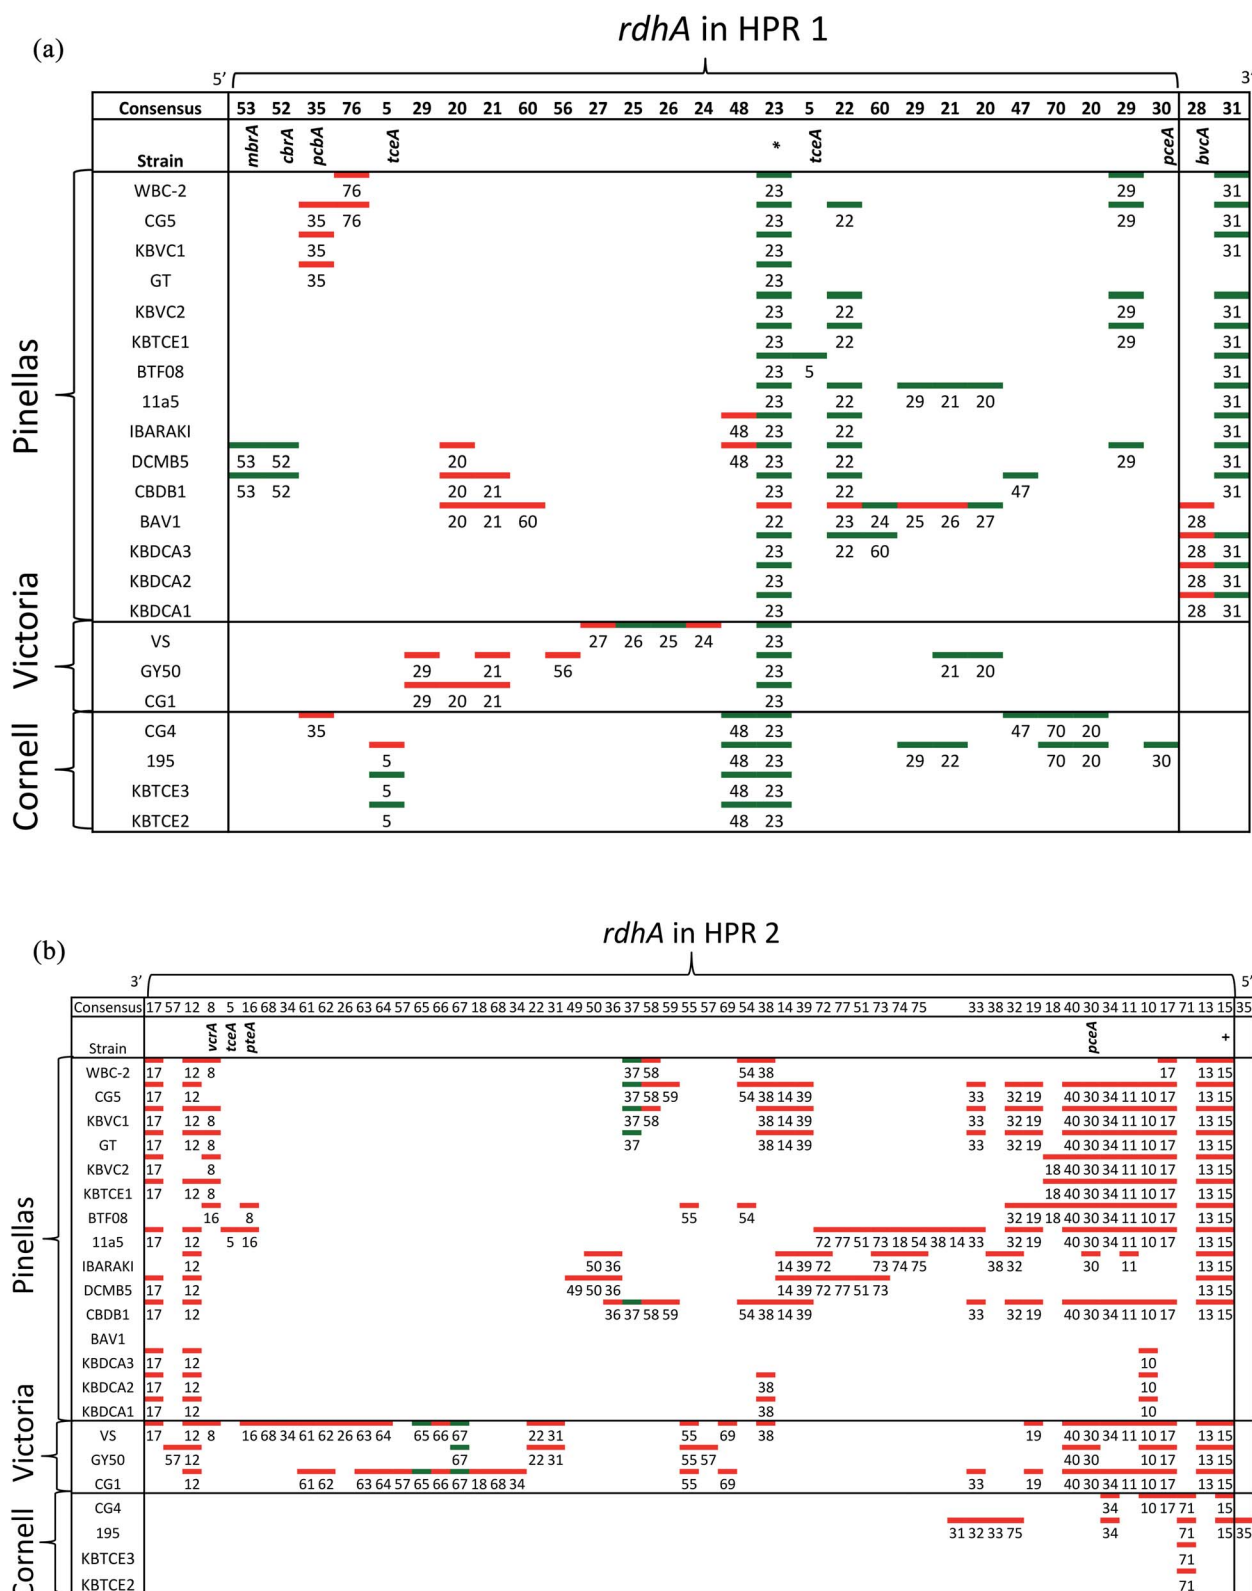 (a)
rdhA in HPR 1
5’ 3’
Consensus 53 52 35 76 5 29 20 21 60 56 27 25 26 24 48 23 5 22 60 29 21 20 47 70 20 29 30 28 31
Strain mbrA cbrA pcbA tceA * tceA pceA bvcA
Pinellas
WBC-2 76 23 29 31
CG5 35 76 23 22 29 31
KBVC1 35 23 31
GT 35 23
KBVC2 23 22 29 31
KBTCE1 23 22 29 31
BTF08 23 5 31
11a5 23 22 29 21 20 31
IBARAKI 48 23 22 31
DCMB5 53 52 20 48 23 22 29 31
CBDB1 53 52 20 21 23 22 47 31
BAV1 20 21 60 22 23 24 25 26 27 28
KBDCA3 23 22 60 28 31
KBDCA2 23 28 31
KBDCA1 23 28 31
Victoria
VS 27 26 25 24 23
GY50 29 21 56 23 21 20
CG1 29 20 21 23
Cornell
CG4 35 48 23 47 70 20
195 5 48 23 29 22 70 20 30
KBTCE3 5 48 23
KBTCE2 5 48 23
(b)
rdhA in HPR 2
3’ 5’
Consensus 17 57 12 8 5 16 68 34 61 62 26 63 64 57 65 66 67 18 68 34 22 31 49 50 36 37 58 59 55 57 69 54 38 14 39 72 77 51 73 74 75 33 38 32 19 18 40 30 34 11 10 17 71 13 15 35
Strain vcrA tceA pteA pceA +
Pinellas
WBC-2 17 12 8 37 58 54 38 17 13 15
CG5 17 12 37 58 59 54 38 14 39 33 32 19 40 30 34 11 10 17 13 15
KBVC1 17 12 8 37 58 38 14 39 33 32 19 40 30 34 11 10 17 13 15
GT 17 12 8 37 38 14 39 33 32 19 40 30 34 11 10 17 13 15
KBVC2 17 8 18 40 30 34 11 10 17 13 15
KBTCE1 17 12 8 18 40 30 34 11 10 17 13 15
BTF08 16 8 55 54 32 19 18 40 30 34 11 10 17 13 15
11a5 17 12 5 16 72 77 51 73 18 54 38 14 33 32 19 40 30 34 11 10 17 13 15
IBARAKI 12 50 36 14 39 72 73 74 75 38 32 30 11 13 15
DCMB5 17 12 49 50 36 14 39 72 77 51 73 13 15
CBDB1 17 12 36 37 58 59 54 38 14 39 33 32 19 40 30 34 11 10 17 13 15
BAV1
KBDCA3 17 12 10
KBDCA2 17 12 38 10
KBDCA1 17 12 38 10
Victoria
VS 17 12 8 16 68 34 61 62 26 63 64 65 66 67 22 31 55 69 38 19 40 30 34 11 10 17 13 15
GY50 57 12 67 22 31 55 57 40 30 10 17 13 15
CG1 12 61 62 63 64 57 65 66 67 18 68 34 55 69 33 19 40 30 34 11 10 17 13 15
Cornell
CG4 34 10 17 71 15
195 31 32 33 75 34 71 15 35
KBTCE3 71
KBTCE2 71